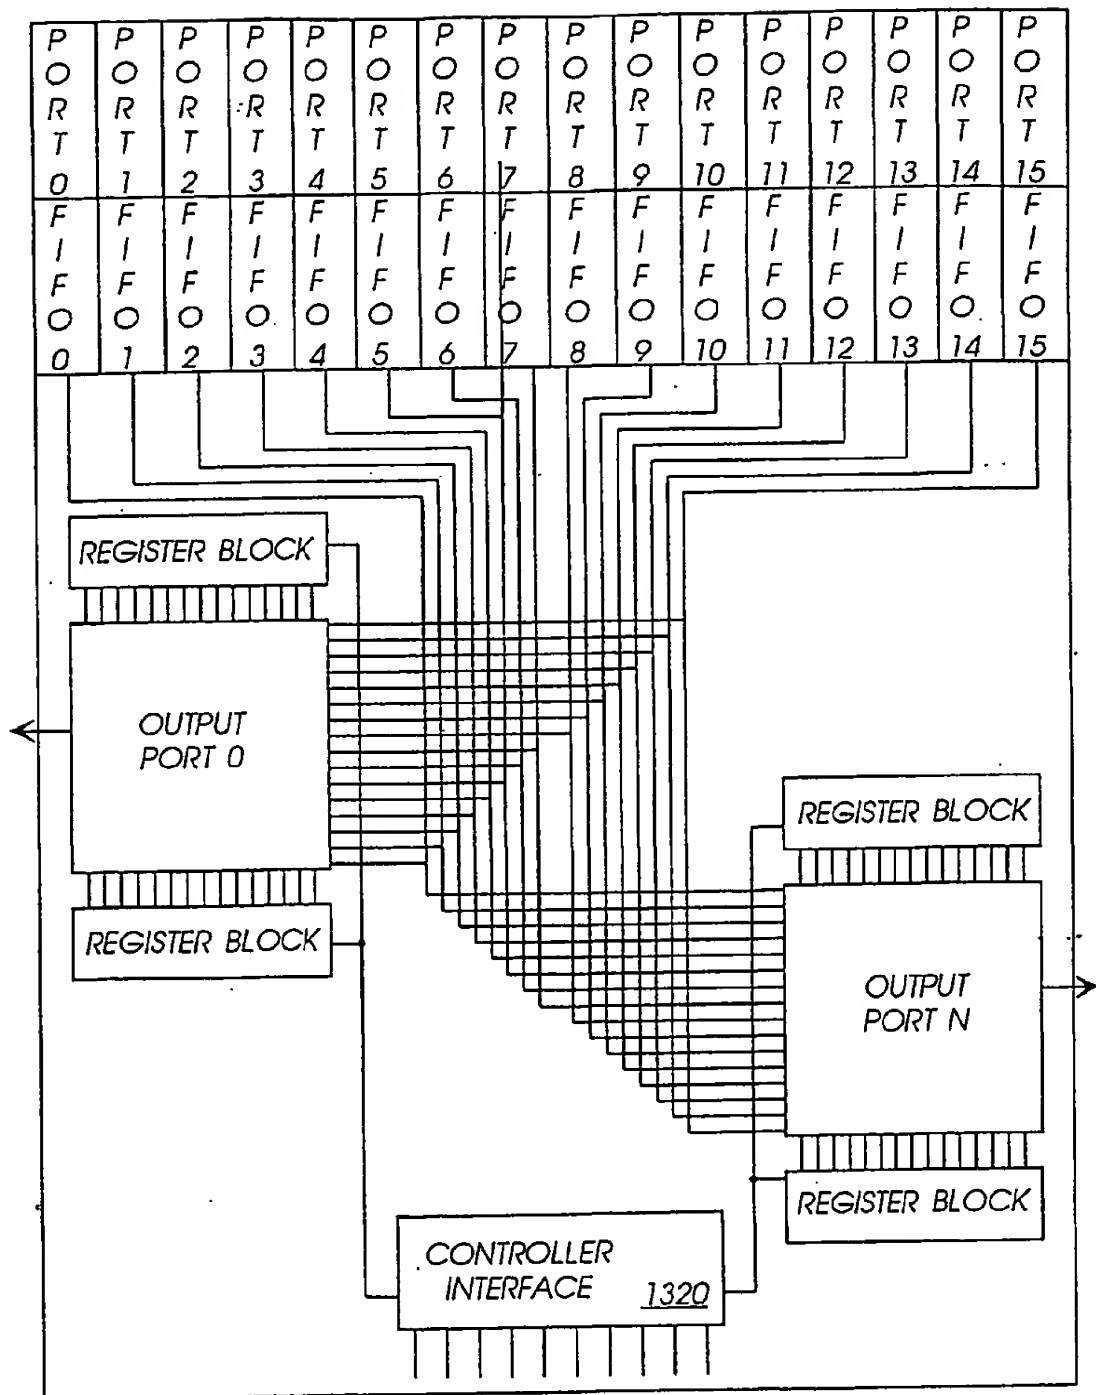 PORT 0
PORT 1
PORT 2
PORT 3
PORT 4
PORT 5
PORT 6
PORT 7
PORT 8
PORT 9
PORT 10
PORT 11
PORT 12
PORT 13
PORT 14
PORT 15
FIFO 0
FIFO 1
FIFO 2
FIFO 3
FIFO 4
FIFO 5
FIFO 6
FIFO 7
FIFO 8
FIFO 9
FIFO 10
FIFO 11
FIFO 12
FIFO 13
FIFO 14
FIFO 15
REGISTER BLOCK
OUTPUT
PORT 0
REGISTER BLOCK
REGISTER BLOCK
OUTPUT
PORT N
REGISTER BLOCK
CONTROLLER
INTERFACE 1320